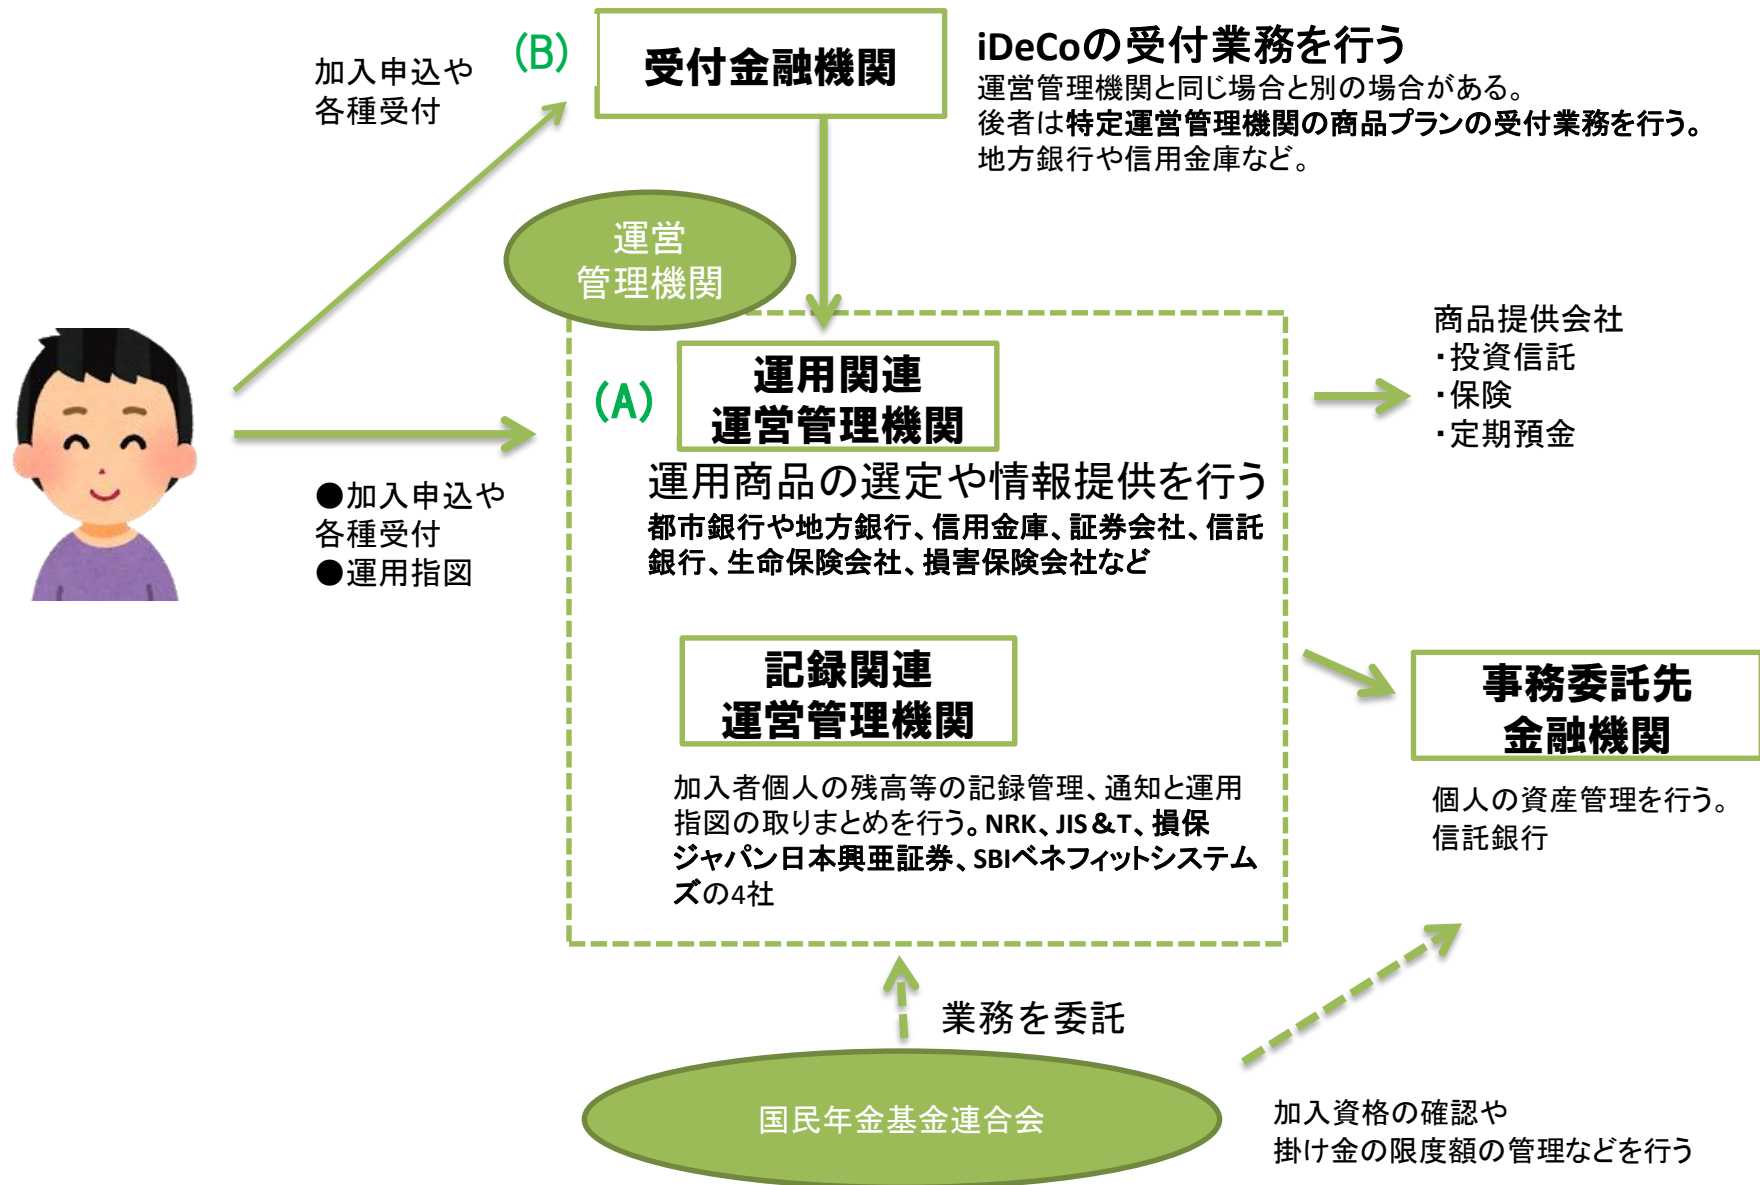 加入申込や
各種受付
(B)
受付金融機関
iDeCoの受付業務を行う
運営管理機関と同じ場合と別の場合がある。
後者は特定運営管理機関の商品プランの受付業務を行う。
地方銀行や信用金庫など。
運営
管理機関
●加入申込や
各種受付
●運用指図
(A)
運用関連
運営管理機関
運用商品の選定や情報提供を行う
都市銀行や地方銀行、信用金庫、証券会社、信託
銀行、生命保険会社、損害保険会社など
商品提供会社
・投資信託
・保険
・定期預金
記録関連
運営管理機関
加入者個人の残高等の記録管理、通知と運用
指図の取りまとめを行う。NRK、JIS&T、損保
ジャパン日本興亜証券、SBIベネフィットシステム
ズの4社
事務委託先
金融機関
個人の資産管理を行う。
信託銀行
業務を委託
国民年金基金連合会
加入資格の確認や
掛け金の限度額の管理などを行う